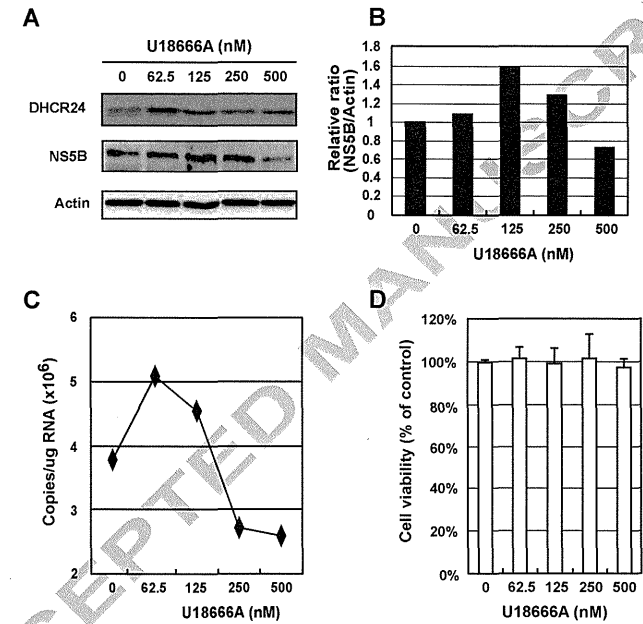 A
U18666A (nM)
0 62.5 125 250 500
DHCR24
NS5B
Actin
B
Relative ratio
(NS5B/Actin)
1.8
1.6
1.4
1.2
1
0.8
0.6
0.4
0.2
0
0 62.5 125 250 500
U18666A (nM)
C
Copies/ug RNA (x10⁶)
6
5
4
3
2
0 62.5 125 250 500
U18666A (nM)
D
Cell viability (% of control)
120%
100%
80%
60%
40%
20%
0%
0 62.5 125 250 500
U18666A (nM)
CEPTED MANUSCR